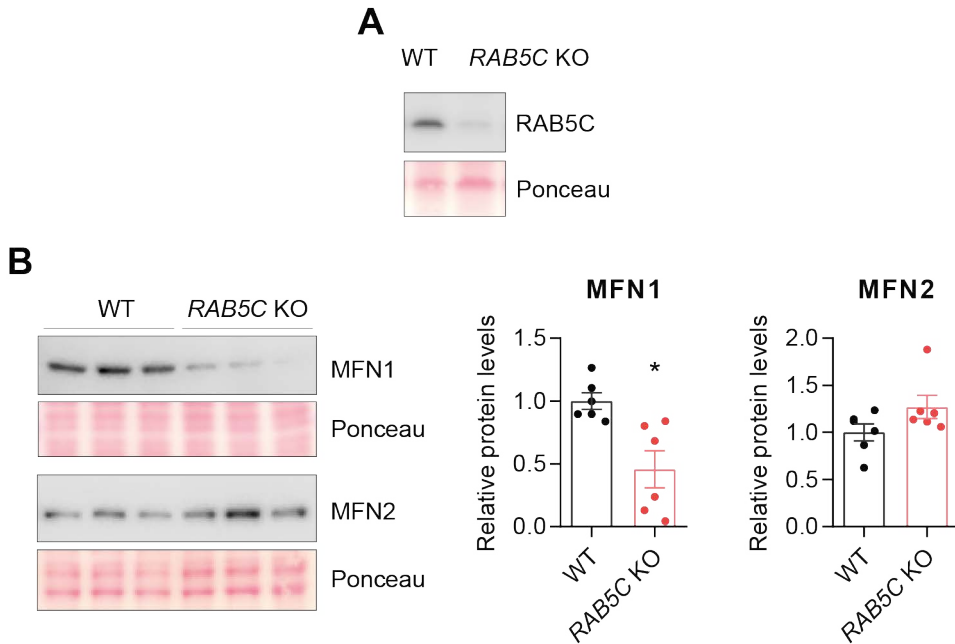 A
WT RAB5C KO
RAB5C
Ponceau
B
WT RAB5C KO
MFN1
Ponceau
MFN2
Ponceau
MFN1
Relative protein levels
1.5
1.0
0.5
0.0
*
WT
RAB5C KO
MFN2
Relative protein levels
2.0
1.5
1.0
0.5
0.0
WT
RAB5C KO